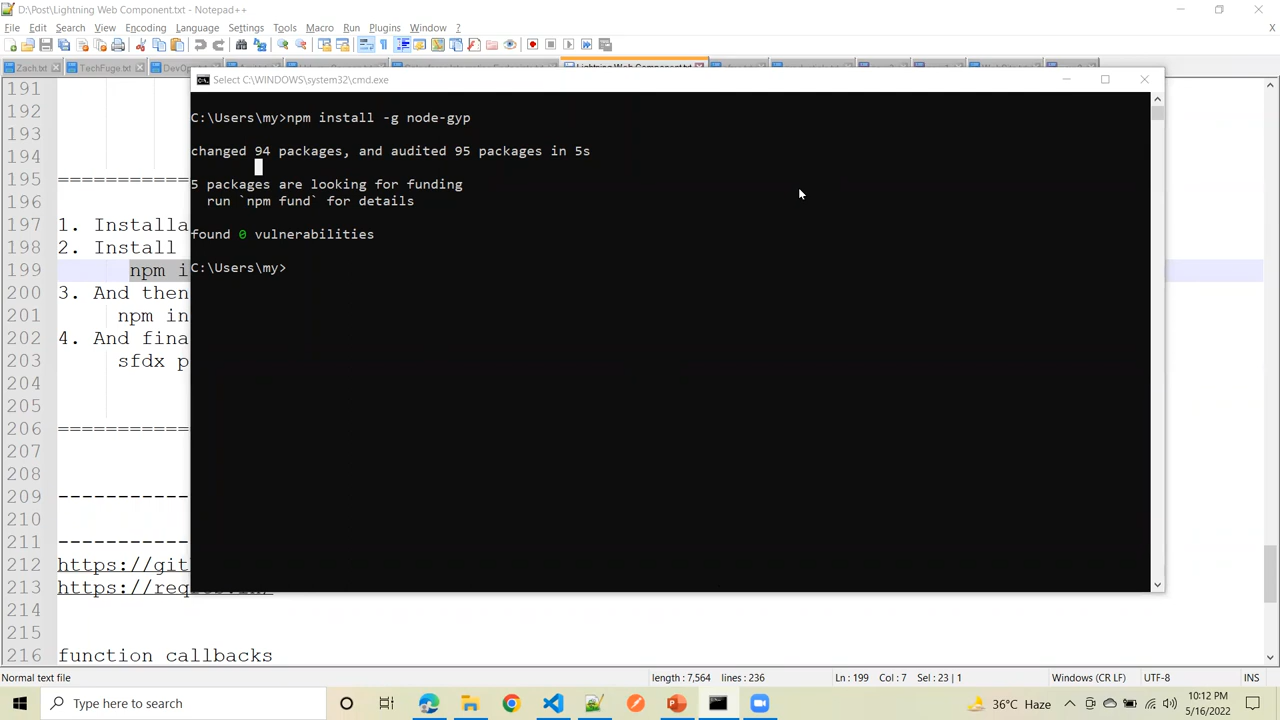 D:\Post\Lightning Web Component.txt - Notepad++
File Edit Search View Encoding Language Settings Tools Macro Run Plugins Window ?
X
Zach.txt TechFuge.txt
Select C:\WINDOWS\system32\cmd.exe
191
192
195 ============
196
197 1. Installa
198 2. Install
199 npm i
200 3. And then
201 npm in
202 4. And fina
203 sfdx p
204
205
206 ============
207
208
209 ------------
210
211 ------------
212 https://git
213
214
215
216 function callbacks
C:\Users\my>npm install -g node-gyp
changed 94 packages, and audited 95 packages in 5s
5 packages are looking for funding
run `npm fund` for details
found 0 vulnerabilities
C:\Users\my>
Normal text file length : 7,564 lines : 236 Ln : 199 Col : 7 Sel : 23 | 1 Windows (CR LF) UTF-8 INS
Type here to search
36°C Haze
10:12 PM
5/16/2022